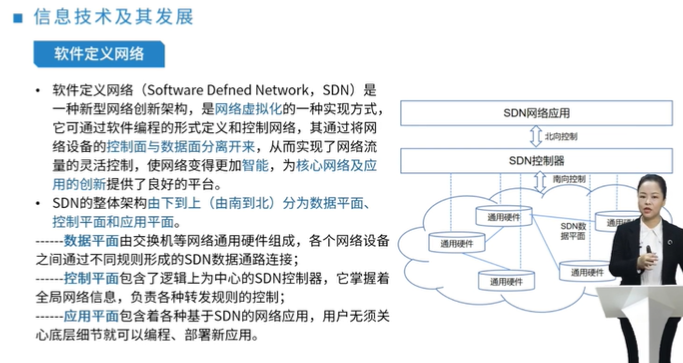 信息技术及其发展
软件定义网络
• 软件定义网络（Software Defned Network，SDN）是
一种新型网络创新架构，是网络虚拟化的一种实现方式，
它可通过软件编程的形式定义和控制网络，其通过将网
络设备的控制面与数据面分离开来，从而实现了网络流
量的灵活控制，使网络变得更加智能，为核心网络及应
用的创新提供了良好的平台。
• SDN的整体架构由下到上（由南到北）分为数据平面、
控制平面和应用平面。
------数据平面由交换机等网络通用硬件组成，各个网络设备
之间通过不同规则形成的SDN数据通路连接；
------控制平面包含了逻辑上为中心的SDN控制器，它掌握着
全局网络信息，负责各种转发规则的控制；
------应用平面包含着各种基于SDN的网络应用，用户无须关
心底层细节就可以编程、部署新应用。
SDN网络应用
北向控制
SDN控制器
南向控制
通用硬件
通用硬
SDN数
据平面
通用硬件
通用硬件
通用硬件